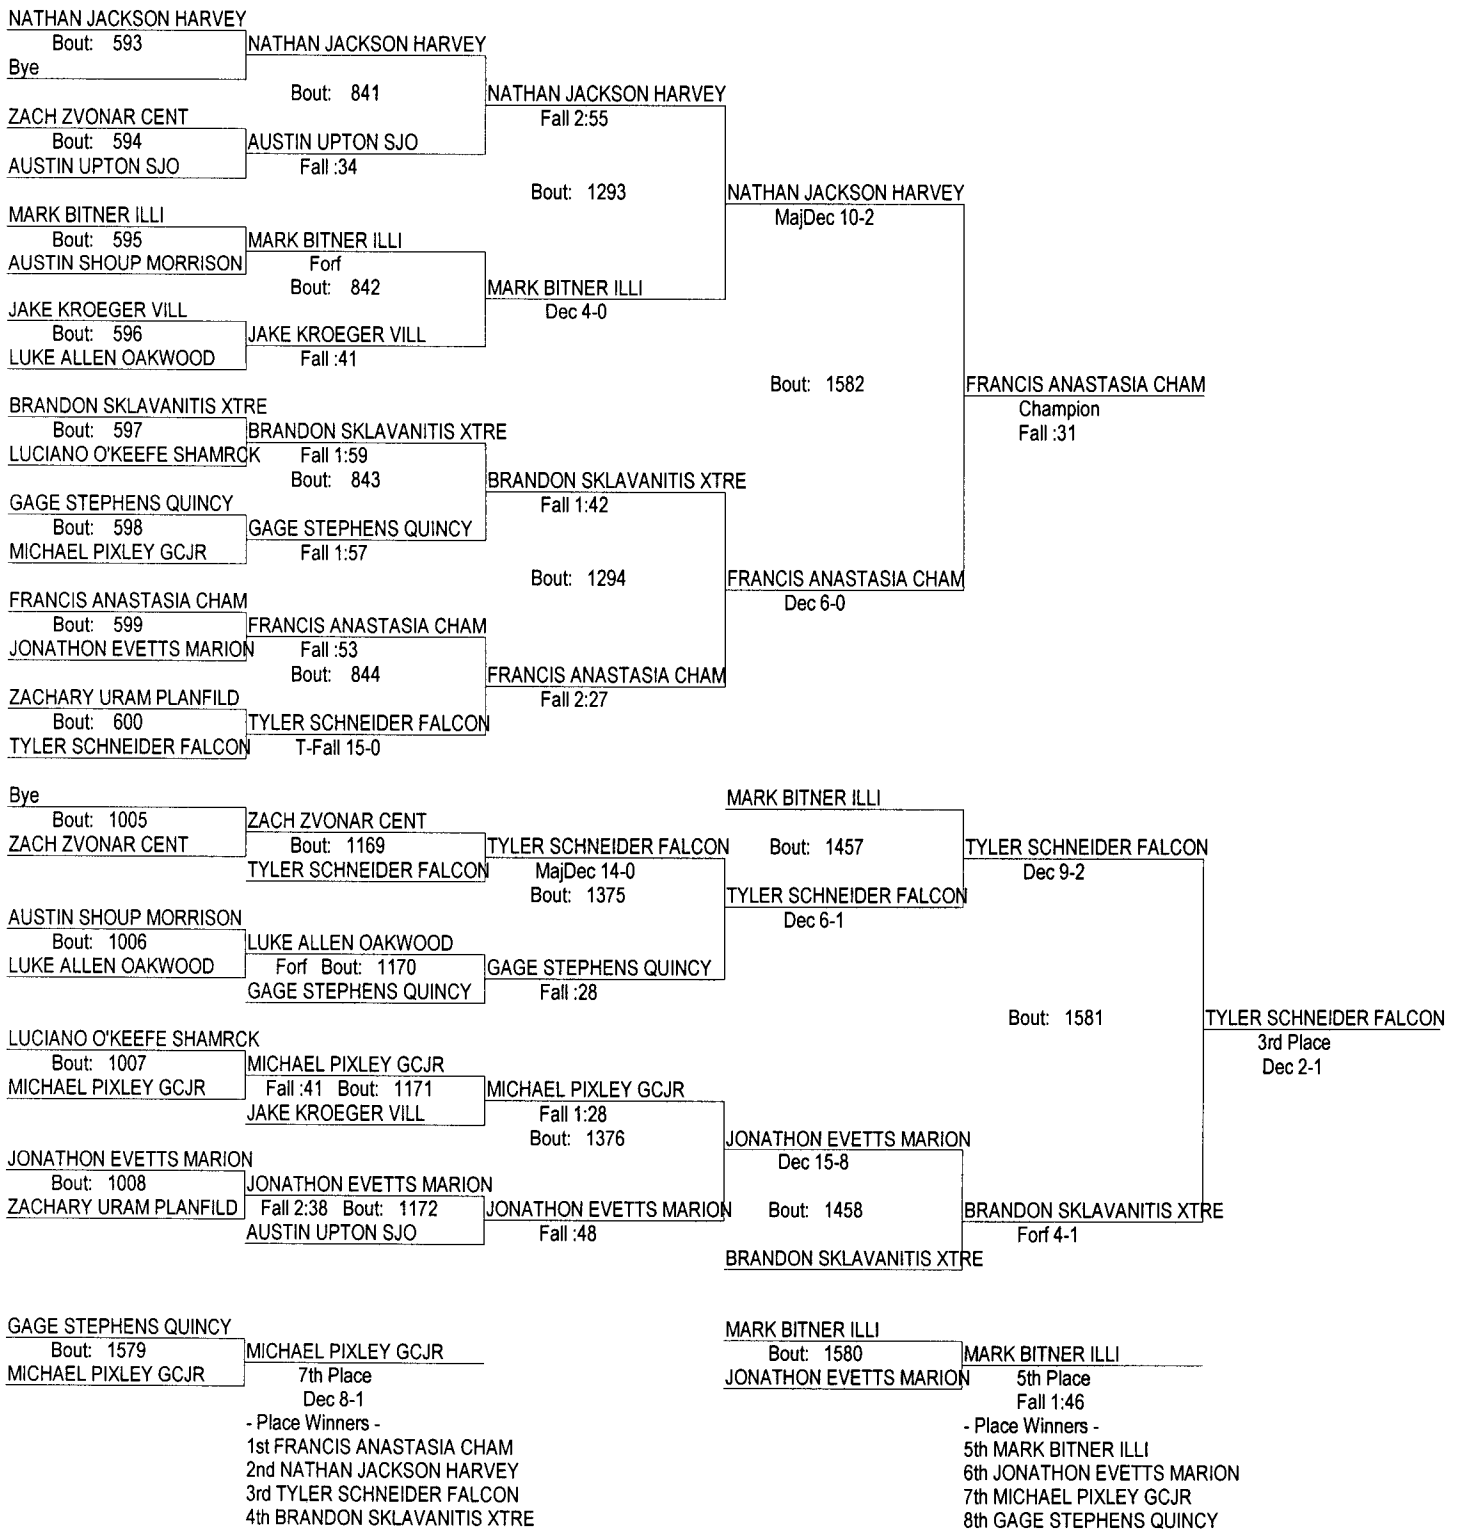 NATHAN JACKSON HARVEY
Bout: 593
Bye
NATHAN JACKSON HARVEY
Bout: 841
ZACH ZVONAR CENT
Bout: 594
AUSTIN UPTON SJO
AUSTIN UPTON SJO
Fall :34
NATHAN JACKSON HARVEY
Fall 2:55
Bout: 1293
MARK BITNER ILLI
Bout: 595
AUSTIN SHOUP MORRISON
MARK BITNER ILLI
Forf
Bout: 842
JAKE KROEGER VILL
Bout: 596
LUKE ALLEN OAKWOOD
JAKE KROEGER VILL
Fall :41
MARK BITNER ILLI
Dec 4-0
NATHAN JACKSON HARVEY
MajDec 10-2
Bout: 1582
FRANCIS ANASTASIA CHAM
Champion
Fall :31
BRANDON SKLAVANITIS XTRE
Bout: 597
LUCIANO O'KEEFE SHAMRCK
BRANDON SKLAVANITIS XTRE
Fall 1:59
Bout: 843
GAGE STEPHENS QUINCY
Bout: 598
MICHAEL PIXLEY GCJR
GAGE STEPHENS QUINCY
Fall 1:57
BRANDON SKLAVANITIS XTRE
Fall 1:42
Bout: 1294
FRANCIS ANASTASIA CHAM
Dec 6-0
FRANCIS ANASTASIA CHAM
Bout: 599
JONATHON EVETTS MARION
FRANCIS ANASTASIA CHAM
Fall :53
Bout: 844
ZACHARY URAM PLANFILD
Bout: 600
TYLER SCHNEIDER FALCON
TYLER SCHNEIDER FALCON
T-Fall 15-0
FRANCIS ANASTASIA CHAM
Fall 2:27
Bye
Bout: 1005
ZACH ZVONAR CENT
ZACH ZVONAR CENT
Bout: 1169
TYLER SCHNEIDER FALCON
TYLER SCHNEIDER FALCON
MajDec 14-0
Bout: 1375
MARK BITNER ILLI
Bout: 1457
TYLER SCHNEIDER FALCON
Dec 6-1
TYLER SCHNEIDER FALCON
Dec 9-2
AUSTIN SHOUP MORRISON
Bout: 1006
LUKE ALLEN OAKWOOD
LUKE ALLEN OAKWOOD
Forf Bout: 1170
GAGE STEPHENS QUINCY
GAGE STEPHENS QUINCY
Fall :28
Bout: 1581
TYLER SCHNEIDER FALCON
3rd Place
Dec 2-1
LUCIANO O'KEEFE SHAMRCK
Bout: 1007
MICHAEL PIXLEY GCJR
MICHAEL PIXLEY GCJR
Fall :41 Bout: 1171
JAKE KROEGER VILL
MICHAEL PIXLEY GCJR
Fall 1:28
Bout: 1376
JONATHON EVETTS MARION
Dec 15-8
Bout: 1458
BRANDON SKLAVANITIS XTRE
BRANDON SKLAVANITIS XTRE
Forf 4-1
JONATHON EVETTS MARION
Bout: 1008
ZACHARY URAM PLANFILD
JONATHON EVETTS MARION
Fall 2:38 Bout: 1172
AUSTIN UPTON SJO
JONATHON EVETTS MARION
Fall :48
GAGE STEPHENS QUINCY
Bout: 1579
MICHAEL PIXLEY GCJR
MICHAEL PIXLEY GCJR
7th Place
Dec 8-1
- Place Winners -
1st FRANCIS ANASTASIA CHAM
2nd NATHAN JACKSON HARVEY
3rd TYLER SCHNEIDER FALCON
4th BRANDON SKLAVANITIS XTRE
MARK BITNER ILLI
Bout: 1580
JONATHON EVETTS MARION
MARK BITNER ILLI
5th Place
Fall 1:46
- Place Winners -
5th MARK BITNER ILLI
6th JONATHON EVETTS MARION
7th MICHAEL PIXLEY GCJR
8th GAGE STEPHENS QUINCY